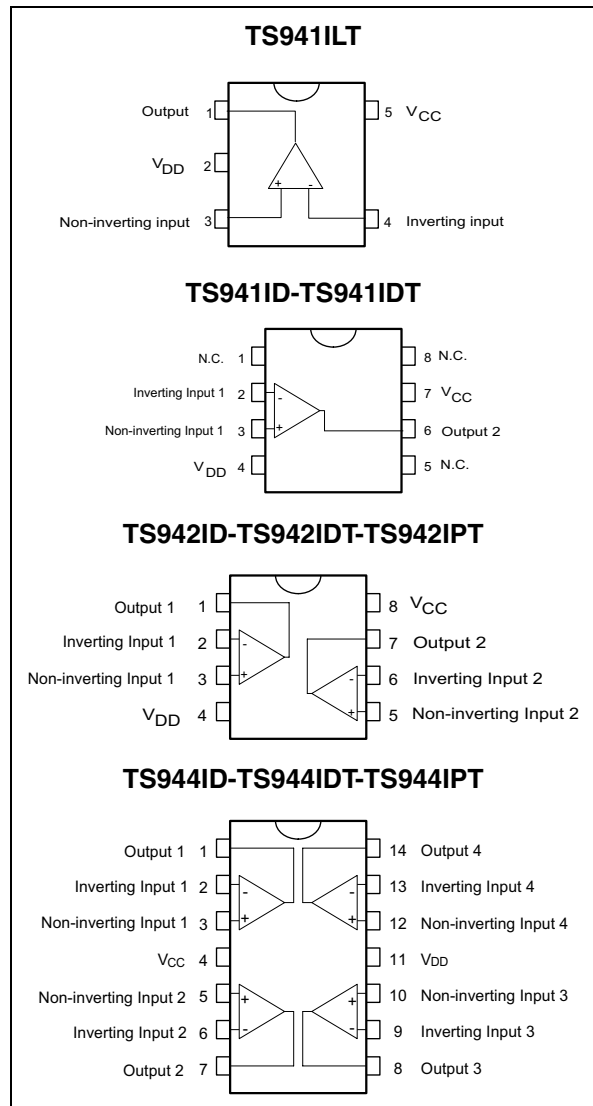 TS941ILT
Output 1 5 VCC
VDD 2
+ -
Non-inverting input 3 4 Inverting input
TS941ID-TS941IDT
N.C. 1 8 N.C.
Inverting Input 1 2 - 7 VCC
Non-inverting Input 1 3 + 6 Output 2
VDD 4 5 N.C.
TS942ID-TS942IDT-TS942IPT
Output 1 1 8 VCC
Inverting Input 1 2 - 7 Output 2
Non-inverting Input 1 3 + - 6 Inverting Input 2
VDD 4 + 5 Non-inverting Input 2
TS944ID-TS944IDT-TS944IPT
Output 1 1 14 Output 4
Inverting Input 1 2 - - 13 Inverting Input 4
Non-inverting Input 1 3 + + 12 Non-inverting Input 4
VCC 4 11 VDD
Non-inverting Input 2 5 + + 10 Non-inverting Input 3
Inverting Input 2 6 - - 9 Inverting Input 3
Output 2 7 8 Output 3